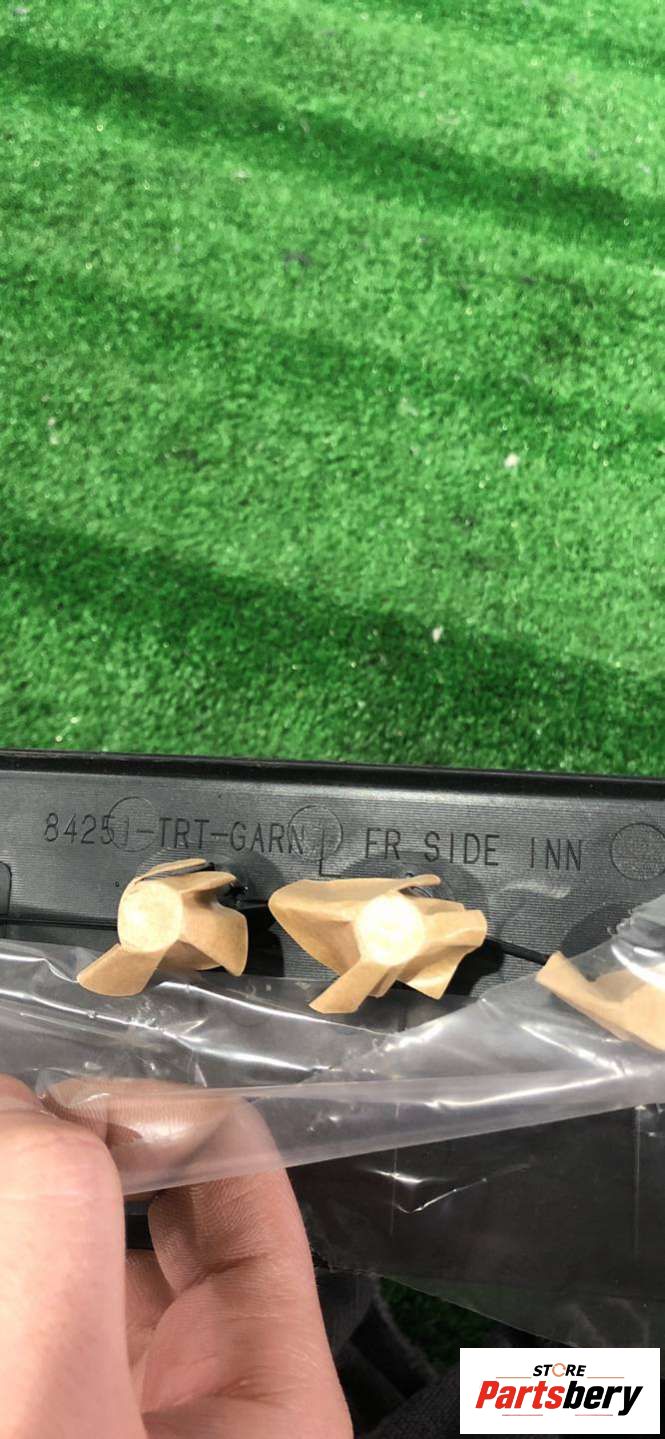 84251-TRT-GARN L FR SIDE INN
STORE
Partsbery